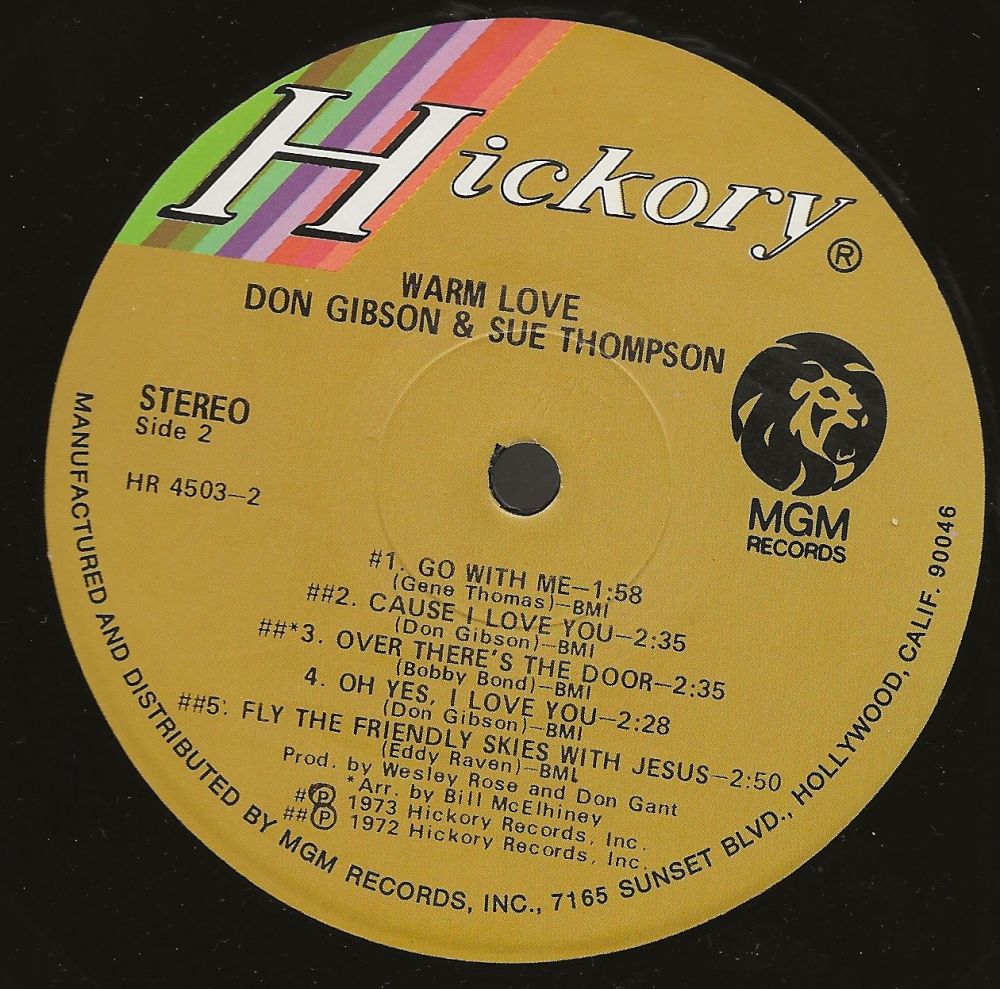 Hickory®
WARM LOVE
DON GIBSON & SUE THOMPSON
STEREO
Side 2
HR 4503-2
MGM
RECORDS
#1. GO WITH ME-1:58
(Gene Thomas)-BMI
##2. CAUSE I LOVE YOU-2:35
(Don Gibson)-BMI
##*3. OVER THERE'S THE DOOR-2:35
(Bobby Bond)-BMI
4. OH YES, I LOVE YOU-2:28
(Don Gibson)-BMI
##5. FLY THE FRIENDLY SKIES WITH JESUS-2:50
(Eddy Raven)-BMI
Prod. by Wesley Rose and Don Gant
*Arr. by Bill McElhiney
#℗ 1973 Hickory Records, Inc.
##℗ 1972 Hickory Records, Inc.
MANUFACTURED AND DISTRIBUTED BY MGM RECORDS, INC., 7165 SUNSET BLVD., HOLLYWOOD, CALIF. 90046